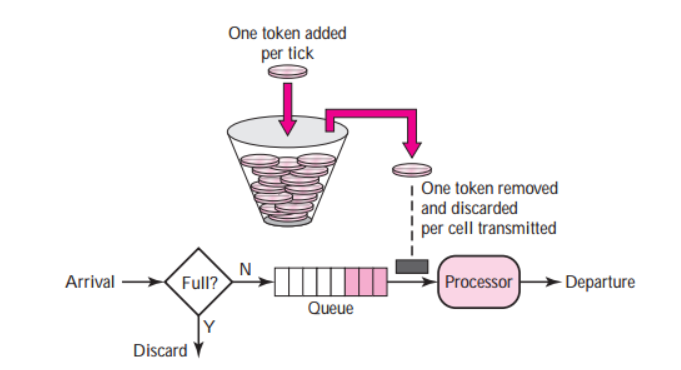 One token added
per tick
One token removed
and discarded
per cell transmitted
Arrival
Full?
N
Queue
Processor
Departure
Y
Discard